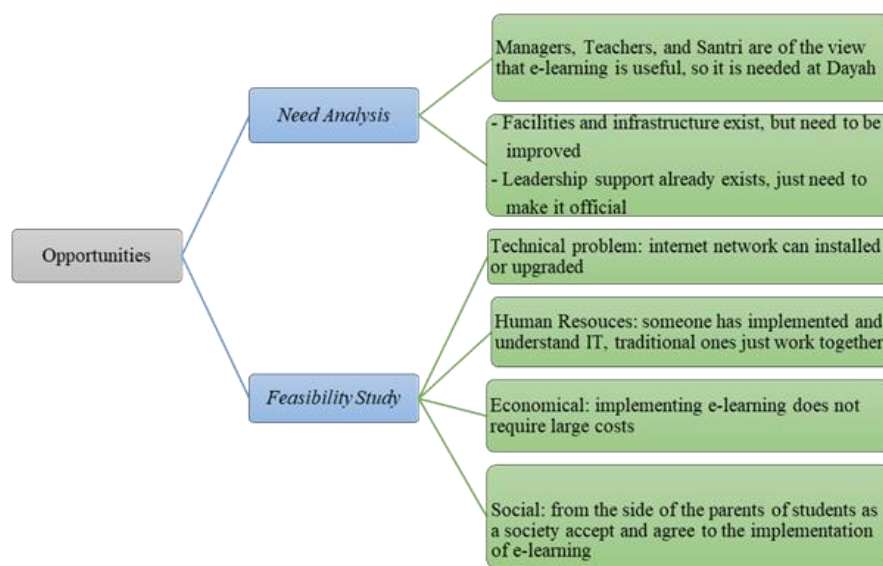 Opportunities
Need Analysis
Managers, Teachers, and Santri are of the view
that e-learning is useful, so it is needed at Dayah
- Facilities and infrastructure exist, but need to be
improved
- Leadership support already exists, just need to
make it official
Feasibility Study
Technical problem: internet network can installed
or upgraded
Human Resouces: someone has implemented and
understand IT, traditional ones just work together
Economical: implementing e-learning does not
require large costs
Social: from the side of the parents of students as
a society accept and agree to the implementation
of e-learning